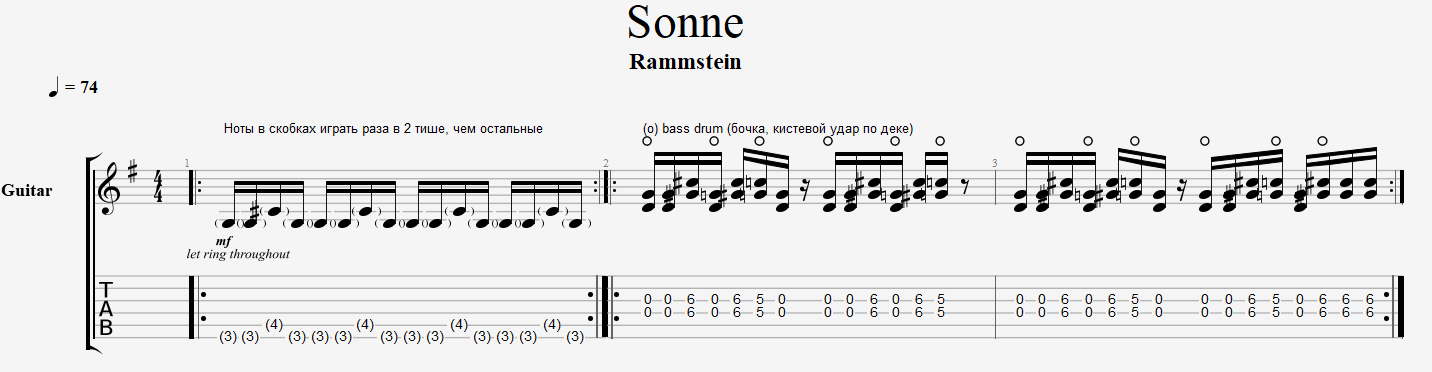 Sonne
Rammstein
= 74
Ноты в скобках играть раза в 2 тише, чем остальные
(o) bass drum (бочка, кистевой удар по деке)
1
2
3
Guitar
4
4
mf
let ring throughout
T
A
B
(3) (3) (4) (3) (3) (3) (4) (3) (3) (3) (4) (3) (3) (3) (4) (3)
0 0 6 0 6 5 0 0 0 6 0 6 5
0 0 6 0 6 5 0 0 0 6 0 6 5
0 0 6 0 6 5 0 0 0 6 5 0 6 6 6
0 0 6 0 6 5 0 0 0 6 5 0 6 6 6